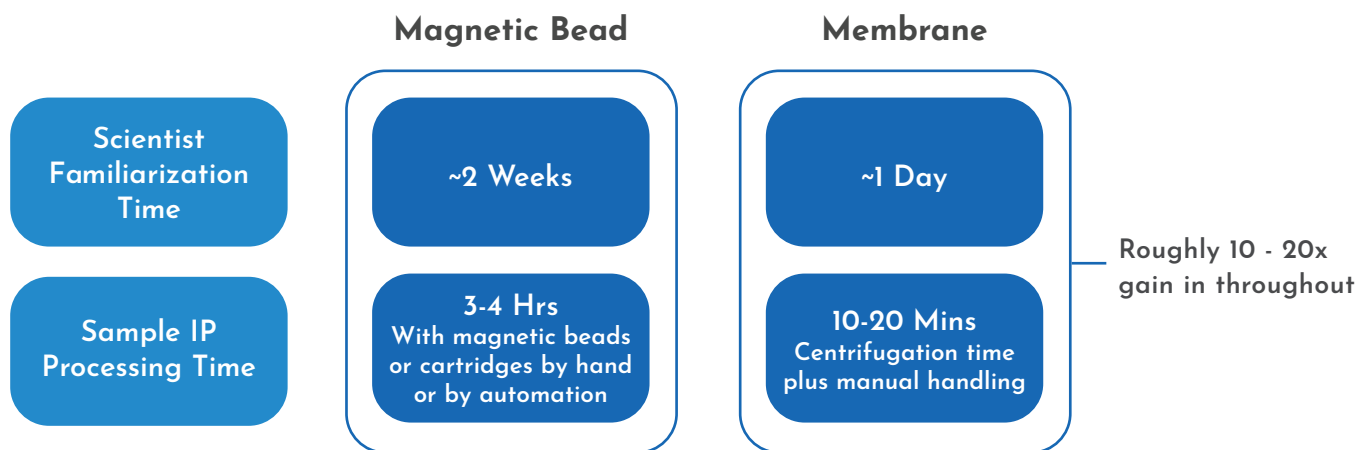 Magnetic Bead
Membrane
Scientist
Familiarization
Time
~2 Weeks
~1 Day
Roughly 10 - 20x
gain in throughout
Sample IP
Processing Time
3-4 Hrs
With magnetic beads
or cartridges by hand
or by automation
10-20 Mins
Centrifugation time
plus manual handling